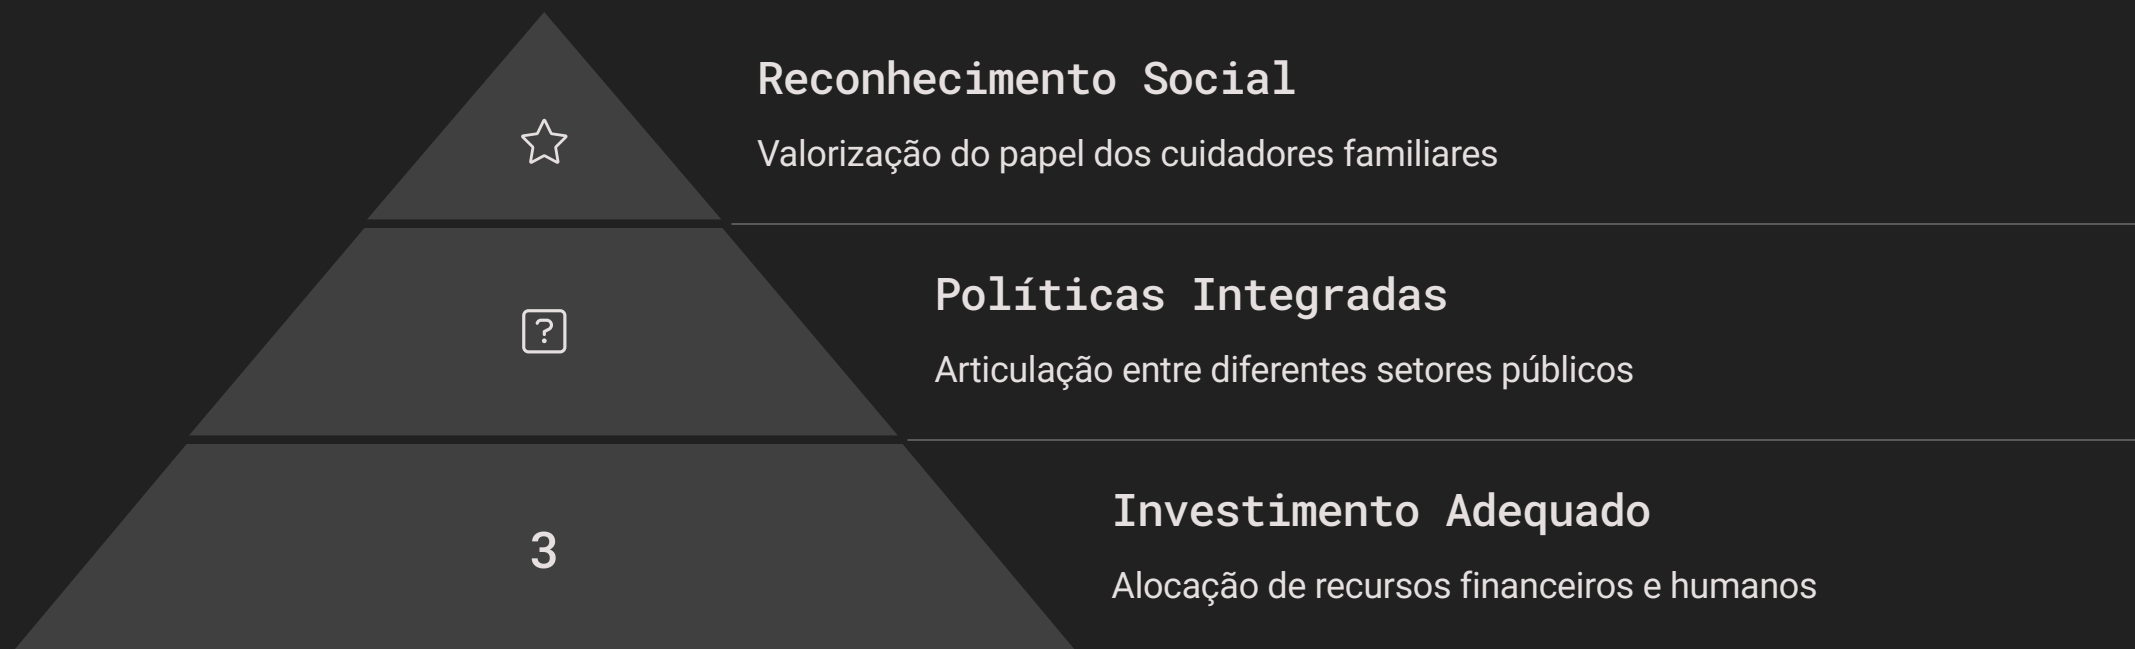 Reconhecimento Social
Valorização do papel dos cuidadores familiares
?
Políticas Integradas
Articulação entre diferentes setores públicos
3
Investimento Adequado
Alocação de recursos financeiros e humanos